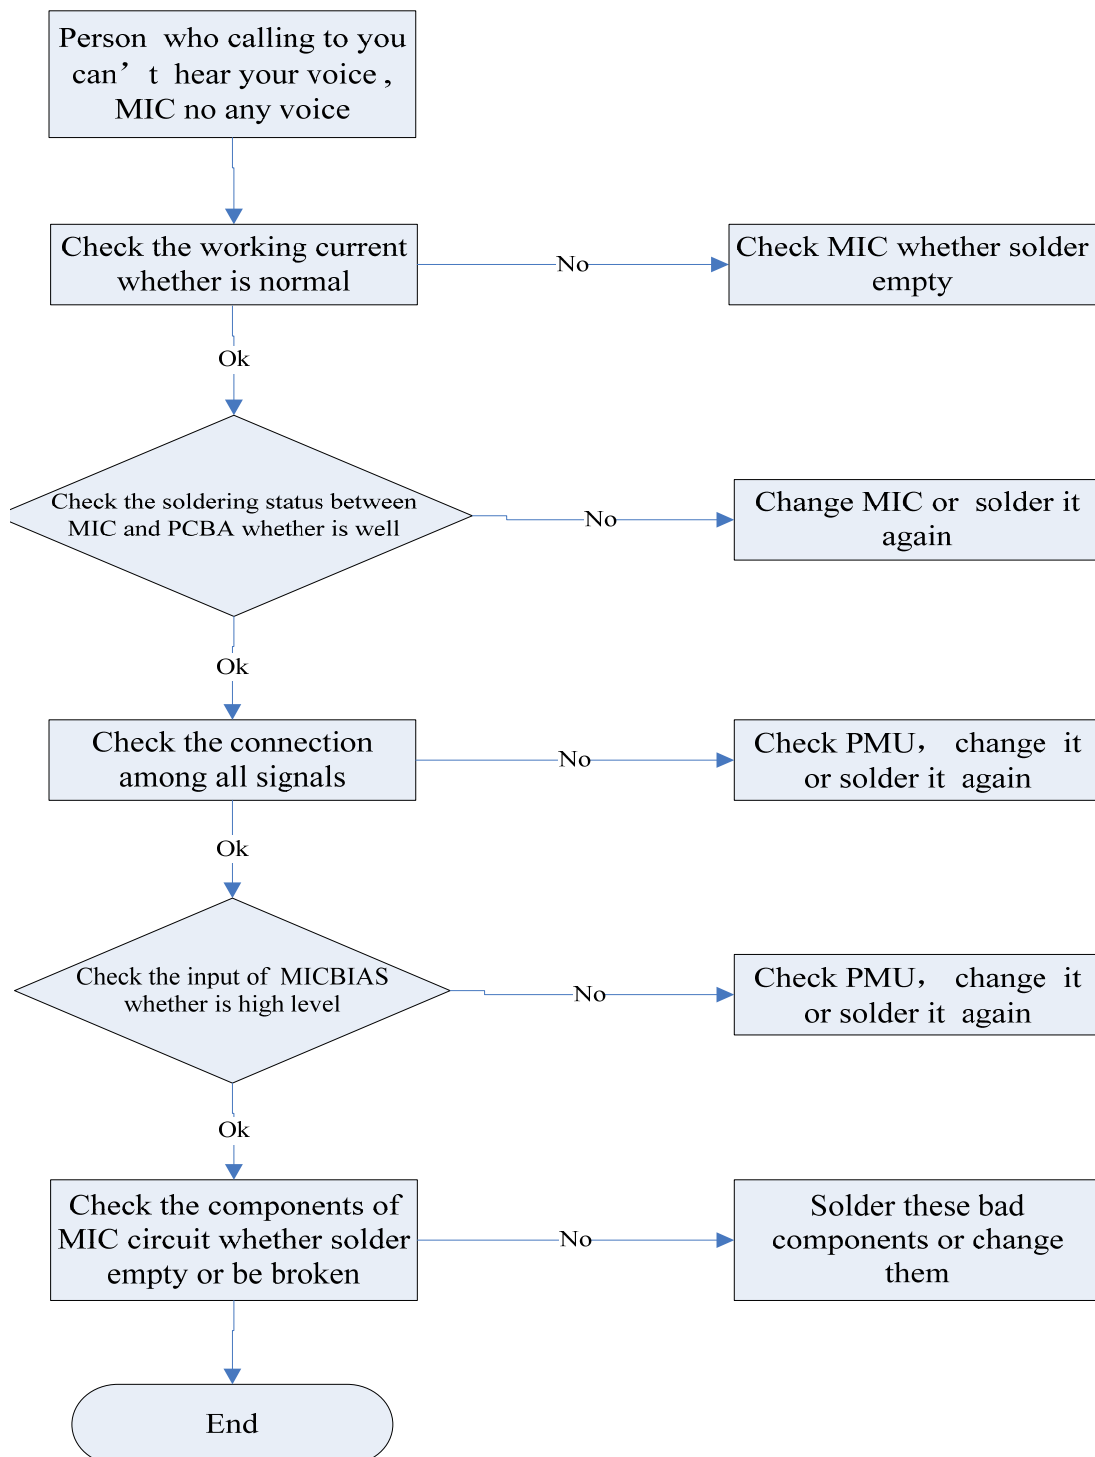 Person who calling to you
can’t hear your voice,
MIC no any voice
Check the working current
whether is normal
No
Check MIC whether solder
empty
Ok
Check the soldering status between
MIC and PCBA whether is well
No
Change MIC or solder it
again
Ok
Check the connection
among all signals
No
Check PMU, change it
or solder it again
Ok
Check the input of MICBIAS
whether is high level
No
Check PMU, change it
or solder it again
Ok
Check the components of
MIC circuit whether solder
empty or be broken
No
Solder these bad
components or change
them
End